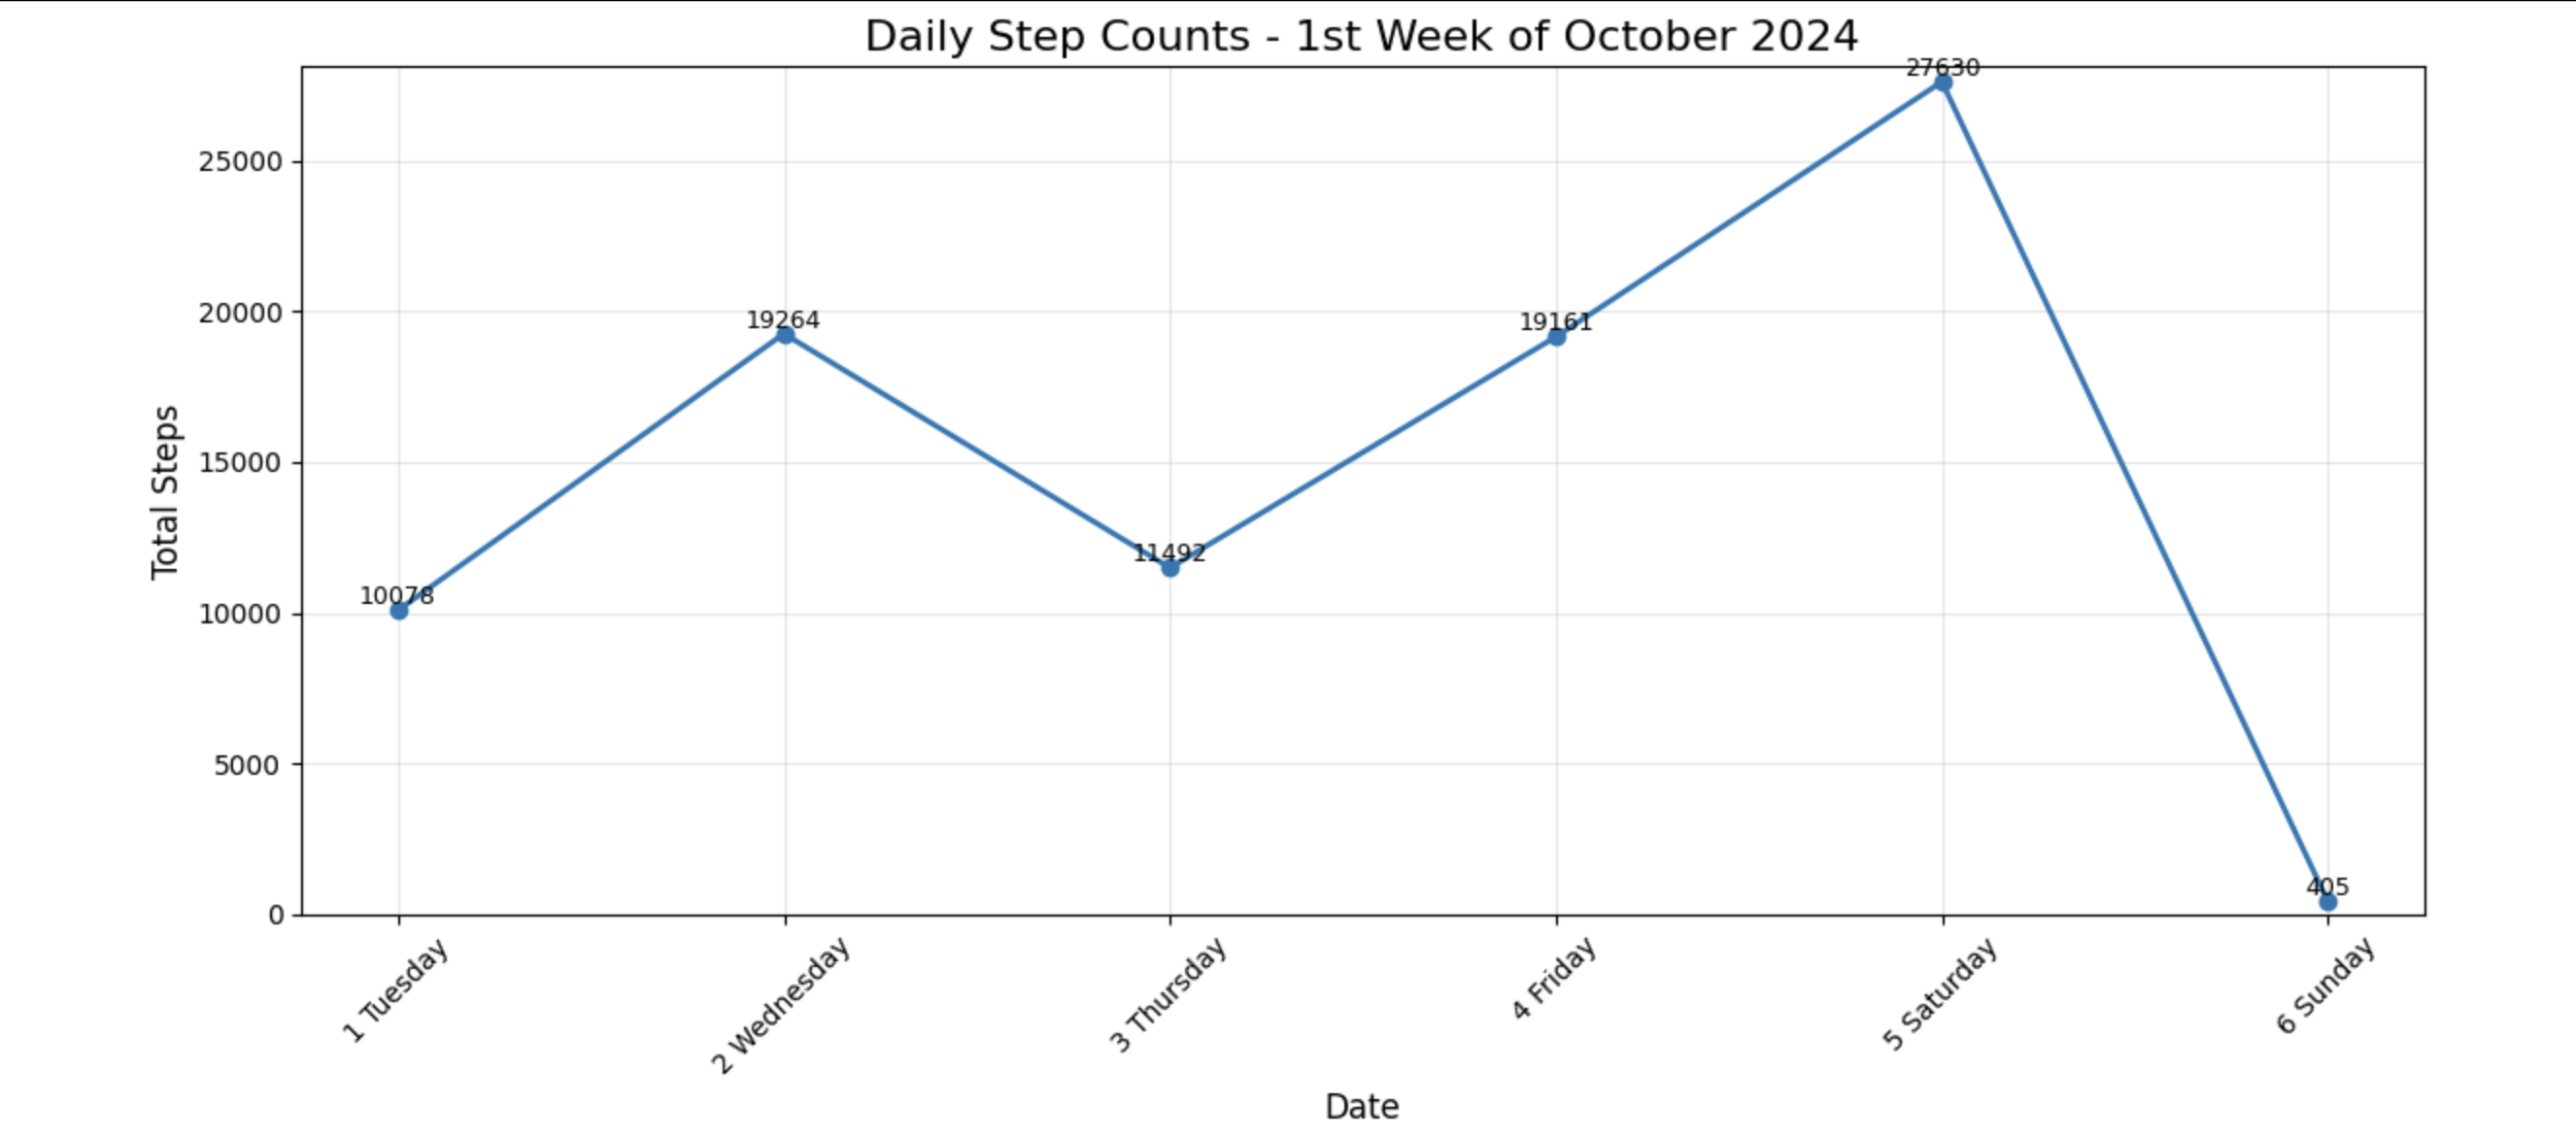 Daily Step Counts - 1st Week of October 2024
27630
25000
20000
19264
19161
15000
11492
10078
10000
5000
405
0
Total Steps
1 Tuesday
2 Wednesday
3 Thursday
4 Friday
5 Saturday
6 Sunday
Date